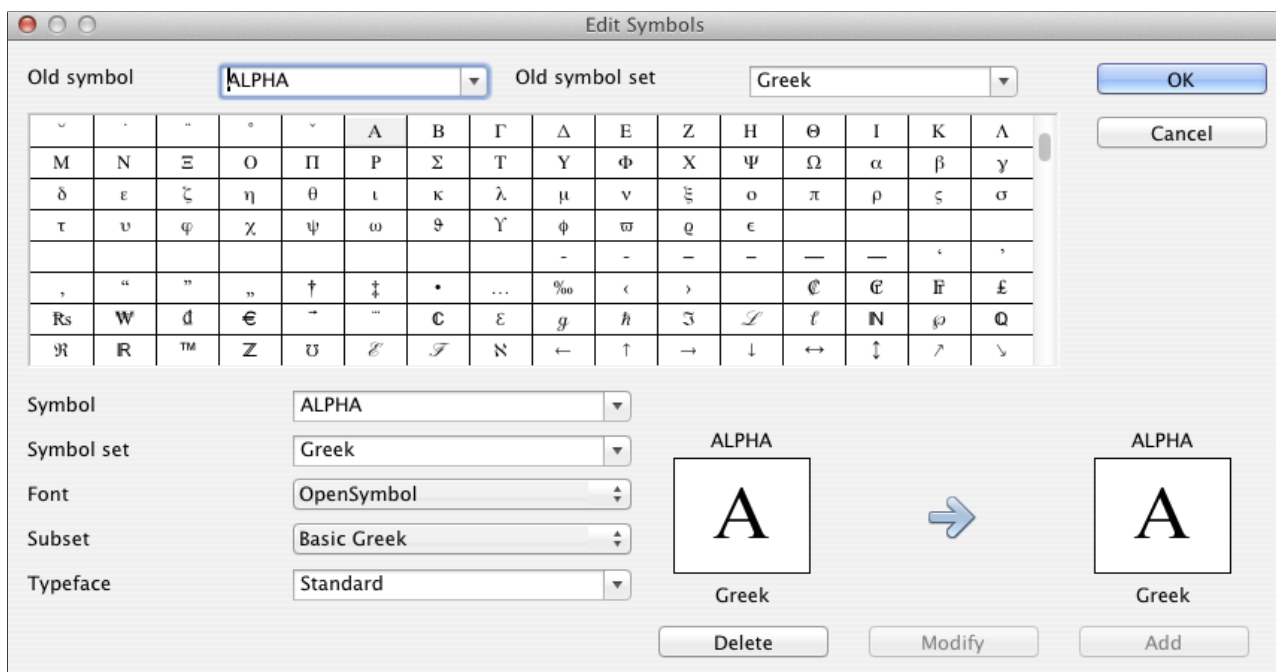 Edit Symbols
Old symbol ALPHA Old symbol set Greek OK
Cancel
˘ ˙ ¨ ˚ ˇ Α Β Γ Δ Ε Ζ Η Θ Ι Κ Λ
Μ Ν Ξ Ο Π Ρ Σ Τ Υ Φ Χ Ψ Ω α β γ
δ ε ζ η θ ι κ λ μ ν ξ ο π ρ ς σ
τ υ φ χ ψ ω ϑ ϒ ϕ ϖ ϱ ϵ
‐ ‑ ‒ – — ― ‘ ’
‚ “ ” „ † ‡ • … ‰ ‹ › ₡ ₢ ₣ ₤
₨ ₩ ₫ € ℂ ℇ ℊ ℏ ℑ ℒ ℓ ℕ ℘ ℚ
ℜ ℝ ™ ℤ ℧ ℰ ℱ ℵ ← ↑ → ↓ ↔ ↕ ↗ ↘
Symbol ALPHA
Symbol set Greek
Font OpenSymbol
Subset Basic Greek
Typeface Standard
ALPHA ALPHA
Α Α
Greek Greek
Delete Modify Add